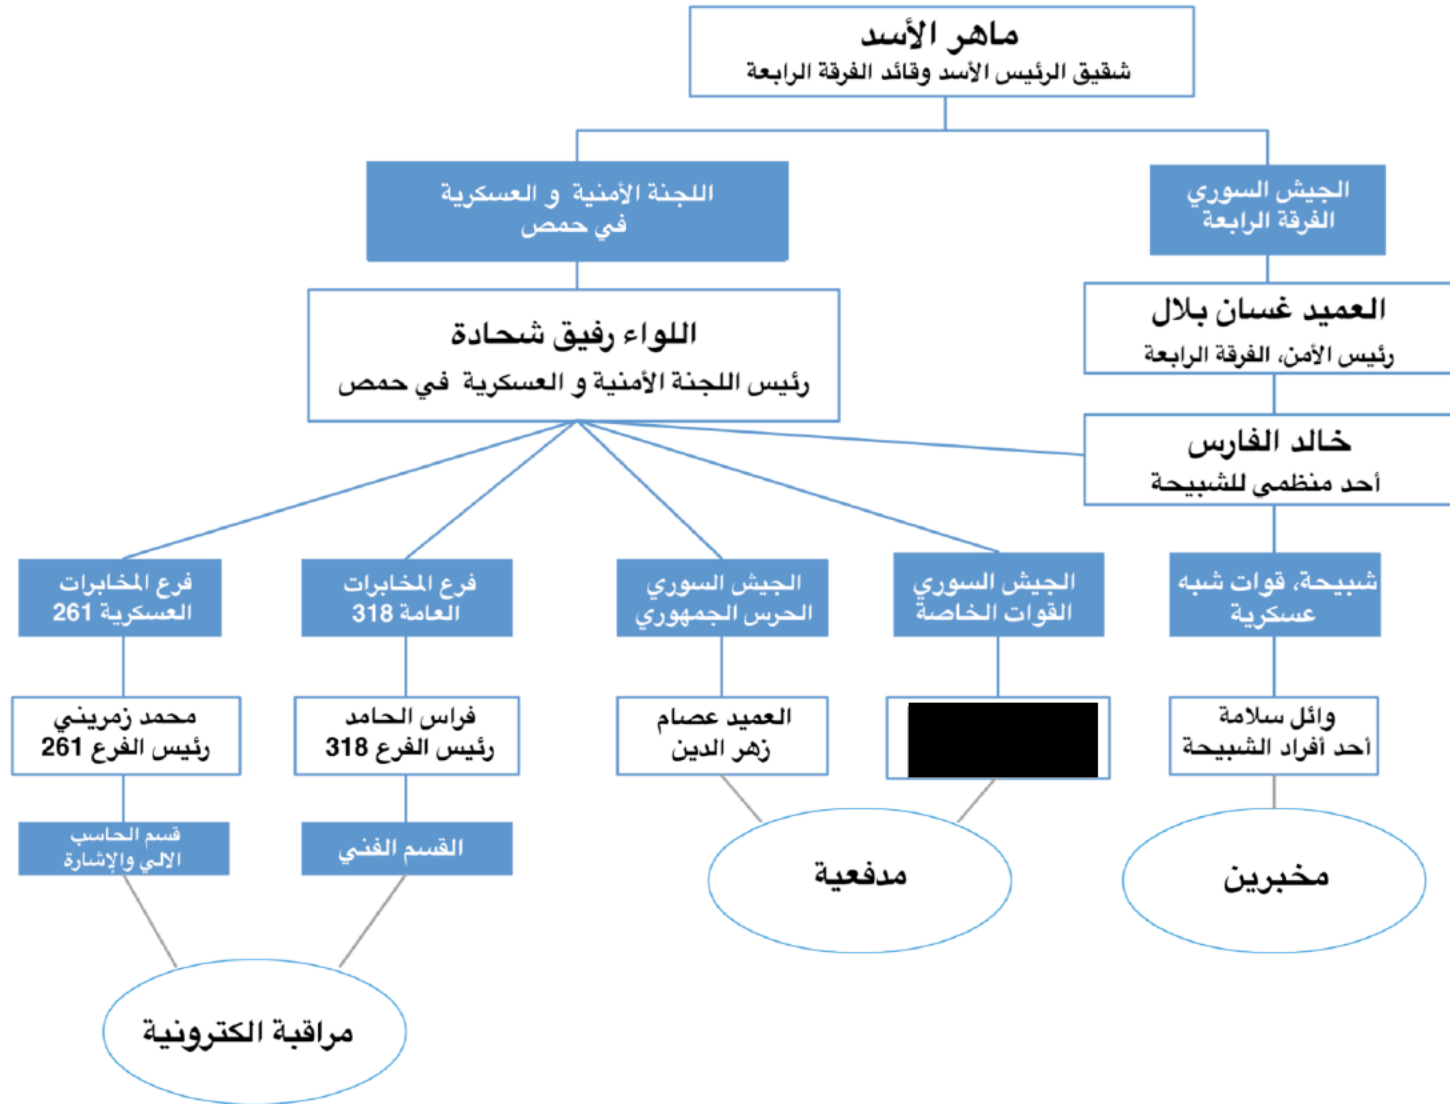 ماهر الأسد
شقيق الرئيس الأسد وقائد الفرقة الرابعة
الجيش السوري
الفرقة الرابعة
اللجنة الأمنية و العسكرية
في حمص
العميد غسان بلال
رئيس الأمن، الفرقة الرابعة
اللواء رفيق شحادة
رئيس اللجنة الأمنية و العسكرية في حمص
خالد الفارس
أحد منظمي للشبيحة
شبيحة، قوات شبه
عسكرية
الجيش السوري
القوات الخاصة
الجيش السوري
الحرس الجمهوري
فرع المخابرات
العامة 318
فرع المخابرات
العسكرية 261
وائل سلامة
أحد أفراد الشبيحة
العميد عصام
زهر الدين
فراس الحامد
رئيس الفرع 318
محمد زمريني
رئيس الفرع 261
القسم الفني
قسم الحاسب
الالي والإشارة
مخبرين
مدفعية
مراقبة الكترونية